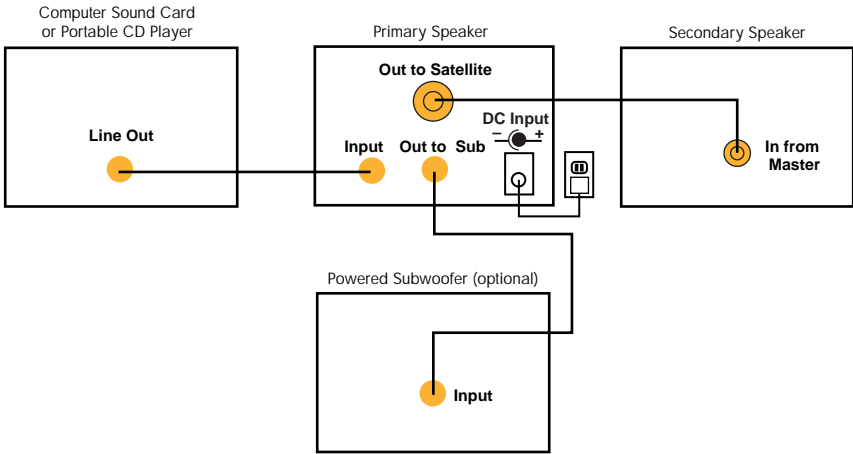 Computer Sound Card
or Portable CD Player
Primary Speaker
Secondary Speaker
Out to Satellite
DC Input
– +
Line Out
Input
Out to Sub
In from
Master
Powered Subwoofer (optional)
Input